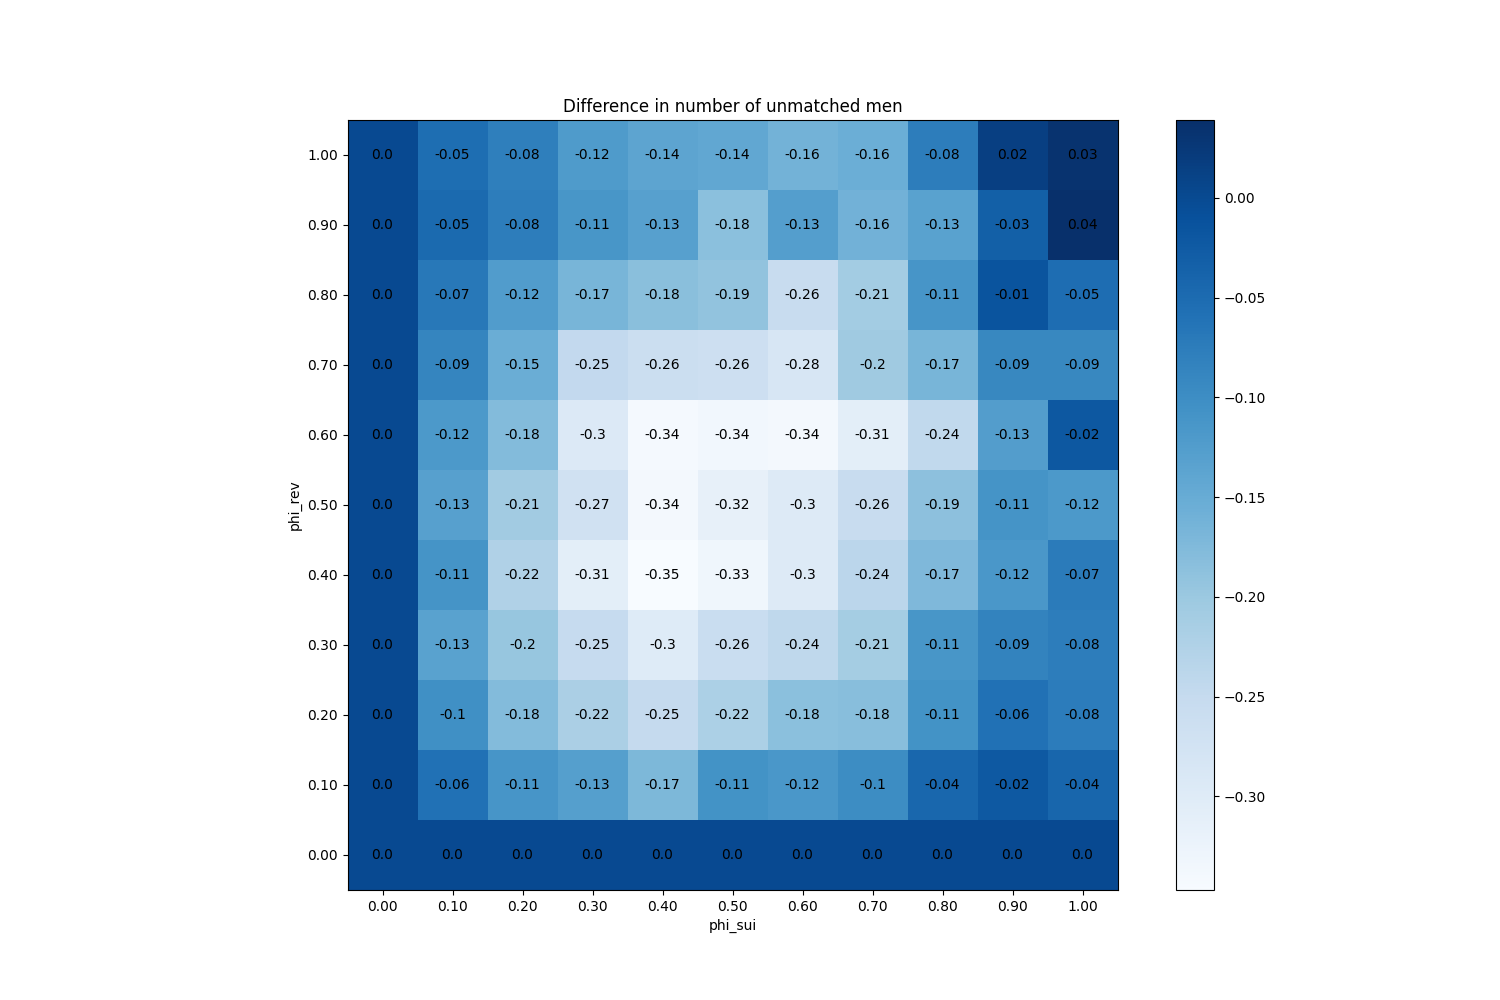 Difference in number of unmatched men
1.00 0.0 -0.05 -0.08 -0.12 -0.14 -0.14 -0.16 -0.16 -0.08 0.02 0.03
0.90 0.0 -0.05 -0.08 -0.11 -0.13 -0.18 -0.13 -0.16 -0.13 -0.03 0.04
0.80 0.0 -0.07 -0.12 -0.17 -0.18 -0.19 -0.26 -0.21 -0.11 -0.01 -0.05
0.70 0.0 -0.09 -0.15 -0.25 -0.26 -0.26 -0.28 -0.2 -0.17 -0.09 -0.09
0.60 0.0 -0.12 -0.18 -0.3 -0.34 -0.34 -0.34 -0.31 -0.24 -0.13 -0.02
0.50 0.0 -0.13 -0.21 -0.27 -0.34 -0.32 -0.3 -0.26 -0.19 -0.11 -0.12
0.40 0.0 -0.11 -0.22 -0.31 -0.35 -0.33 -0.3 -0.24 -0.17 -0.12 -0.07
0.30 0.0 -0.13 -0.2 -0.25 -0.3 -0.26 -0.24 -0.21 -0.11 -0.09 -0.08
0.20 0.0 -0.1 -0.18 -0.22 -0.25 -0.22 -0.18 -0.18 -0.11 -0.06 -0.08
0.10 0.0 -0.06 -0.11 -0.13 -0.17 -0.11 -0.12 -0.1 -0.04 -0.02 -0.04
0.00 0.0 0.0 0.0 0.0 0.0 0.0 0.0 0.0 0.0 0.0 0.0
0.00 0.10 0.20 0.30 0.40 0.50 0.60 0.70 0.80 0.90 1.00
phi_sui
phi_rev
0.00
−0.05
−0.10
−0.15
−0.20
−0.25
−0.30